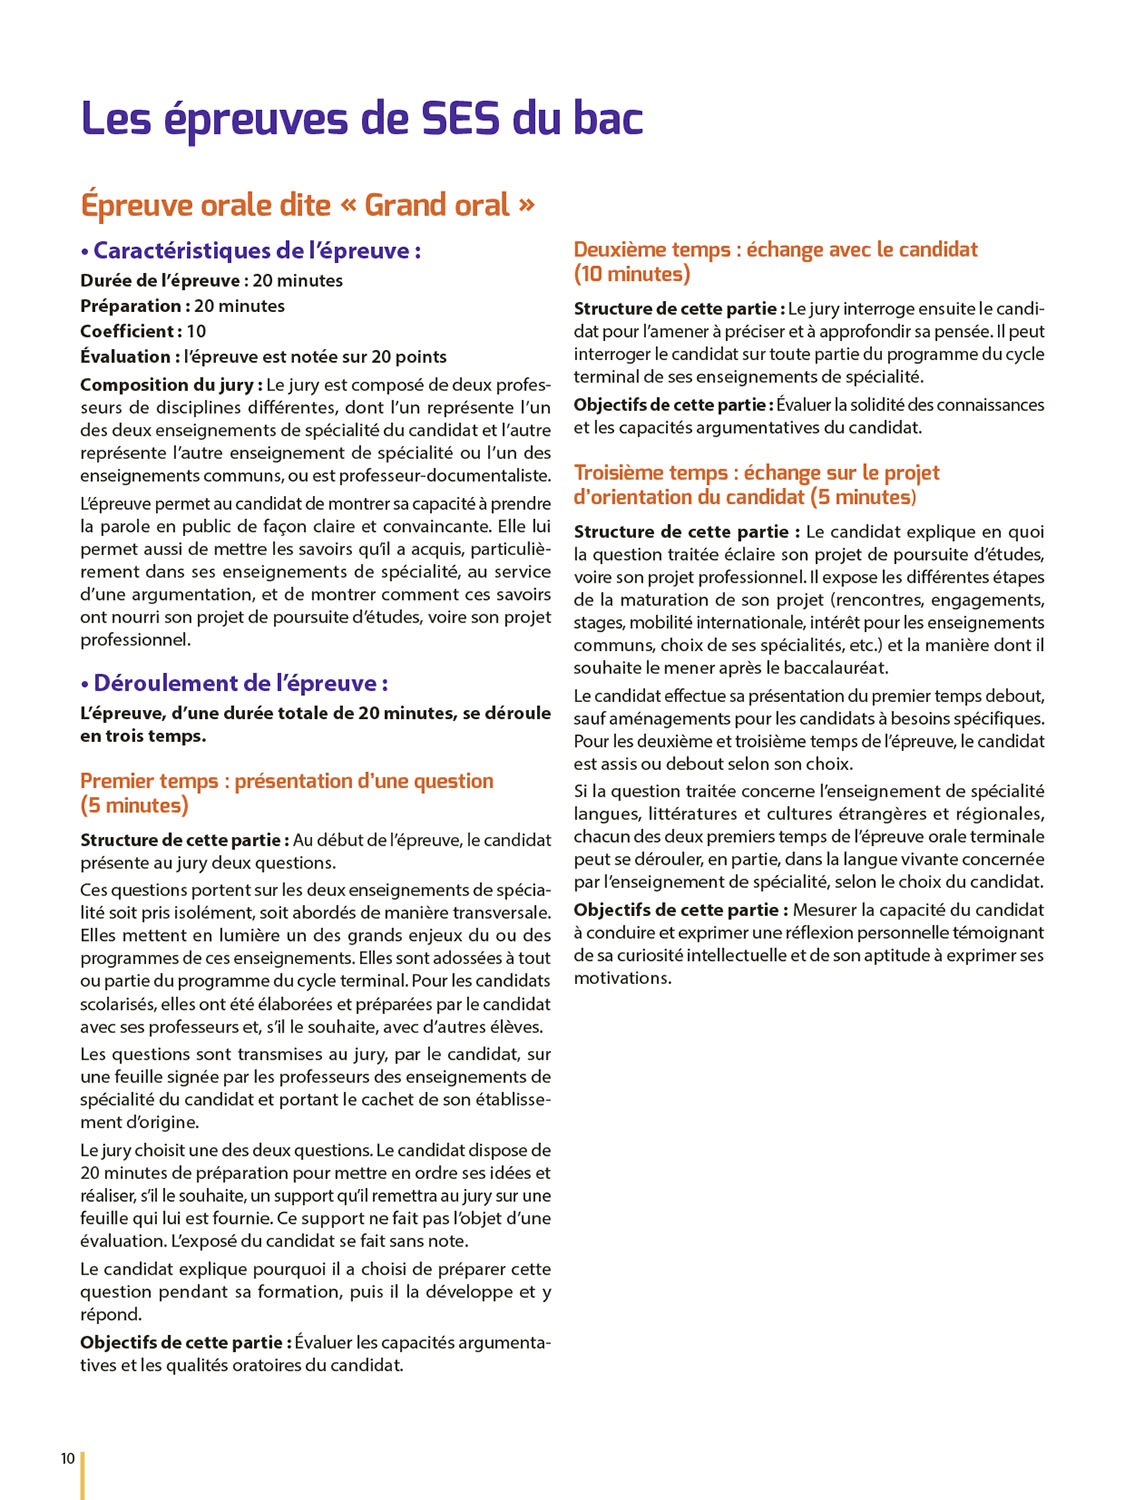 Les épreuves de SES du bac
Épreuve orale dite « Grand oral »
• Caractéristiques de l’épreuve :
Durée de l’épreuve : 20 minutes
Préparation : 20 minutes
Coefficient : 10
Évaluation : l’épreuve est notée sur 20 points
Composition du jury : Le jury est composé de deux profes-
seurs de disciplines différentes, dont l’un représente l’un
des deux enseignements de spécialité du candidat et l’autre
représente l’autre enseignement de spécialité ou l’un des
enseignements communs, ou est professeur-documentaliste.
L’épreuve permet au candidat de montrer sa capacité à prendre
la parole en public de façon claire et convaincante. Elle lui
permet aussi de mettre les savoirs qu’il a acquis, particuliè-
rement dans ses enseignements de spécialité, au service
d’une argumentation, et de montrer comment ces savoirs
ont nourri son projet de poursuite d’études, voire son projet
professionnel.
• Déroulement de l’épreuve :
L’épreuve, d’une durée totale de 20 minutes, se déroule
en trois temps.
Premier temps : présentation d’une question
(5 minutes)
Structure de cette partie : Au début de l’épreuve, le candidat
présente au jury deux questions.
Ces questions portent sur les deux enseignements de spécia-
lité soit pris isolément, soit abordés de manière transversale.
Elles mettent en lumière un des grands enjeux du ou des
programmes de ces enseignements. Elles sont adossées à tout
ou partie du programme du cycle terminal. Pour les candidats
scolarisés, elles ont été élaborées et préparées par le candidat
avec ses professeurs et, s’il le souhaite, avec d’autres élèves.
Les questions sont transmises au jury, par le candidat, sur
une feuille signée par les professeurs des enseignements de
spécialité du candidat et portant le cachet de son établisse-
ment d’origine.
Le jury choisit une des deux questions. Le candidat dispose de
20 minutes de préparation pour mettre en ordre ses idées et
réaliser, s’il le souhaite, un support qu’il remettra au jury sur une
feuille qui lui est fournie. Ce support ne fait pas l’objet d’une
évaluation. L’exposé du candidat se fait sans note.
Le candidat explique pourquoi il a choisi de préparer cette
question pendant sa formation, puis il la développe et y
répond.
Objectifs de cette partie : Évaluer les capacités argumenta-
tives et les qualités oratoires du candidat.
Deuxième temps : échange avec le candidat
(10 minutes)
Structure de cette partie : Le jury interroge ensuite le candi-
dat pour l’amener à préciser et à approfondir sa pensée. Il peut
interroger le candidat sur toute partie du programme du cycle
terminal de ses enseignements de spécialité.
Objectifs de cette partie : Évaluer la solidité des connaissances
et les capacités argumentatives du candidat.
Troisième temps : échange sur le projet
d’orientation du candidat (5 minutes)
Structure de cette partie : Le candidat explique en quoi
la question traitée éclaire son projet de poursuite d’études,
voire son projet professionnel. Il expose les différentes étapes
de la maturation de son projet (rencontres, engagements,
stages, mobilité internationale, intérêt pour les enseignements
communs, choix de ses spécialités, etc.) et la manière dont il
souhaite le mener après le baccalauréat.
Le candidat effectue sa présentation du premier temps debout,
sauf aménagements pour les candidats à besoins spécifiques.
Pour les deuxième et troisième temps de l’épreuve, le candidat
est assis ou debout selon son choix.
Si la question traitée concerne l’enseignement de spécialité
langues, littératures et cultures étrangères et régionales,
chacun des deux premiers temps de l’épreuve orale terminale
peut se dérouler, en partie, dans la langue vivante concernée
par l’enseignement de spécialité, selon le choix du candidat.
Objectifs de cette partie : Mesurer la capacité du candidat
à conduire et exprimer une réflexion personnelle témoignant
de sa curiosité intellectuelle et de son aptitude à exprimer ses
motivations.
10